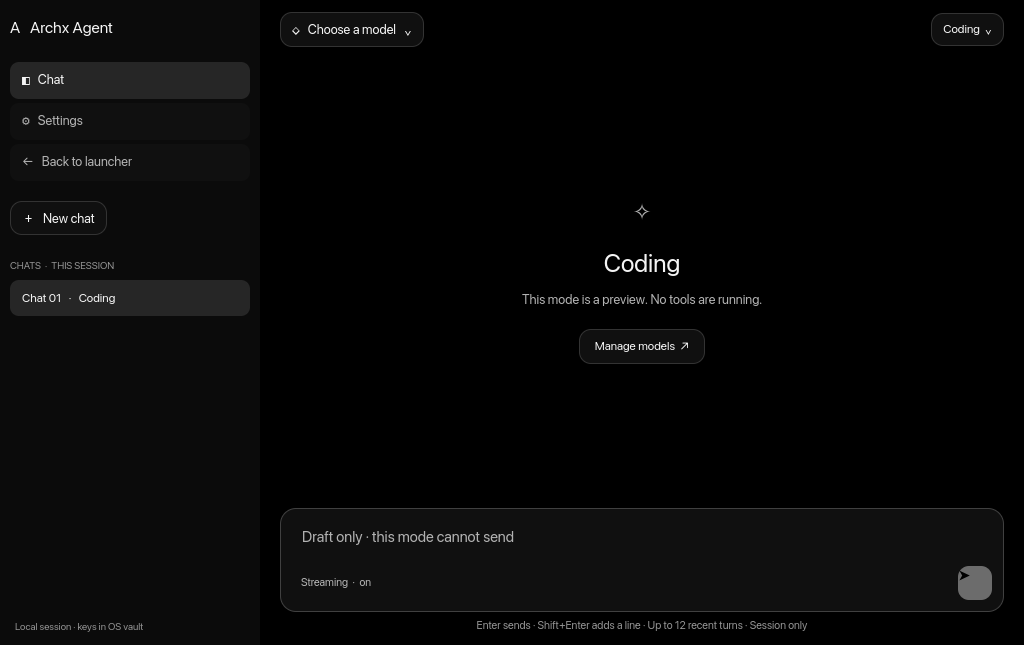 A Archx Agent
Chat
Settings
← Back to launcher
+ New chat
CHATS · THIS SESSION
Chat 01 · Coding
Local session · keys in OS vault
Choose a model
Coding
Coding
This mode is a preview. No tools are running.
Manage models ↗
Draft only · this mode cannot send
Streaming · on
Enter sends · Shift+Enter adds a line · Up to 12 recent turns · Session only